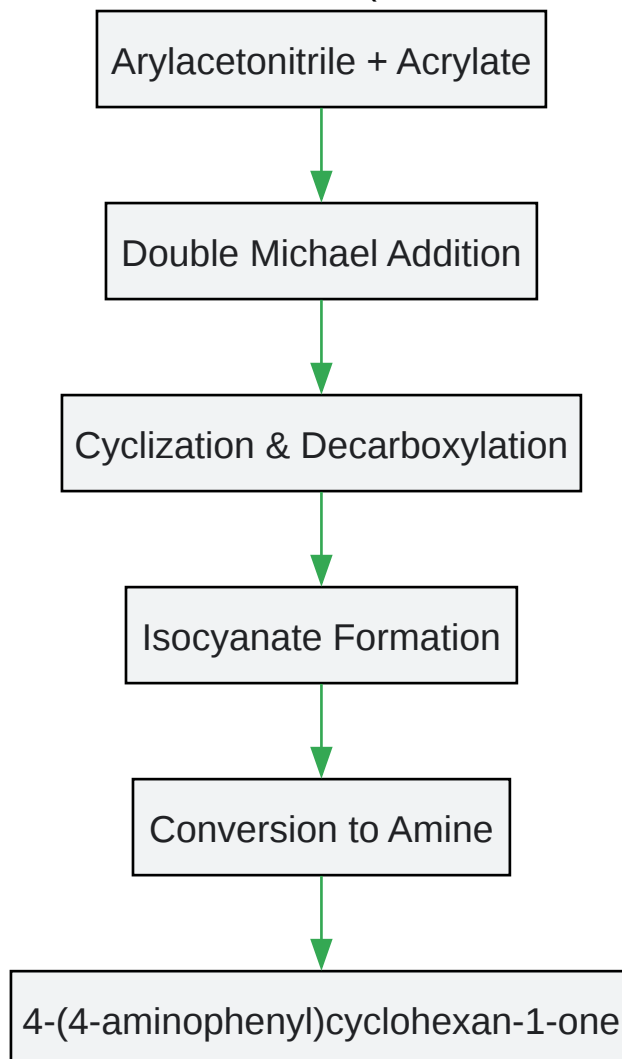 Arylacetonitrile + Acrylate
Double Michael Addition
Cyclization & Decarboxylation
Isocyanate Formation
Conversion to Amine
4-(4-aminophenyl)cyclohexan-1-one